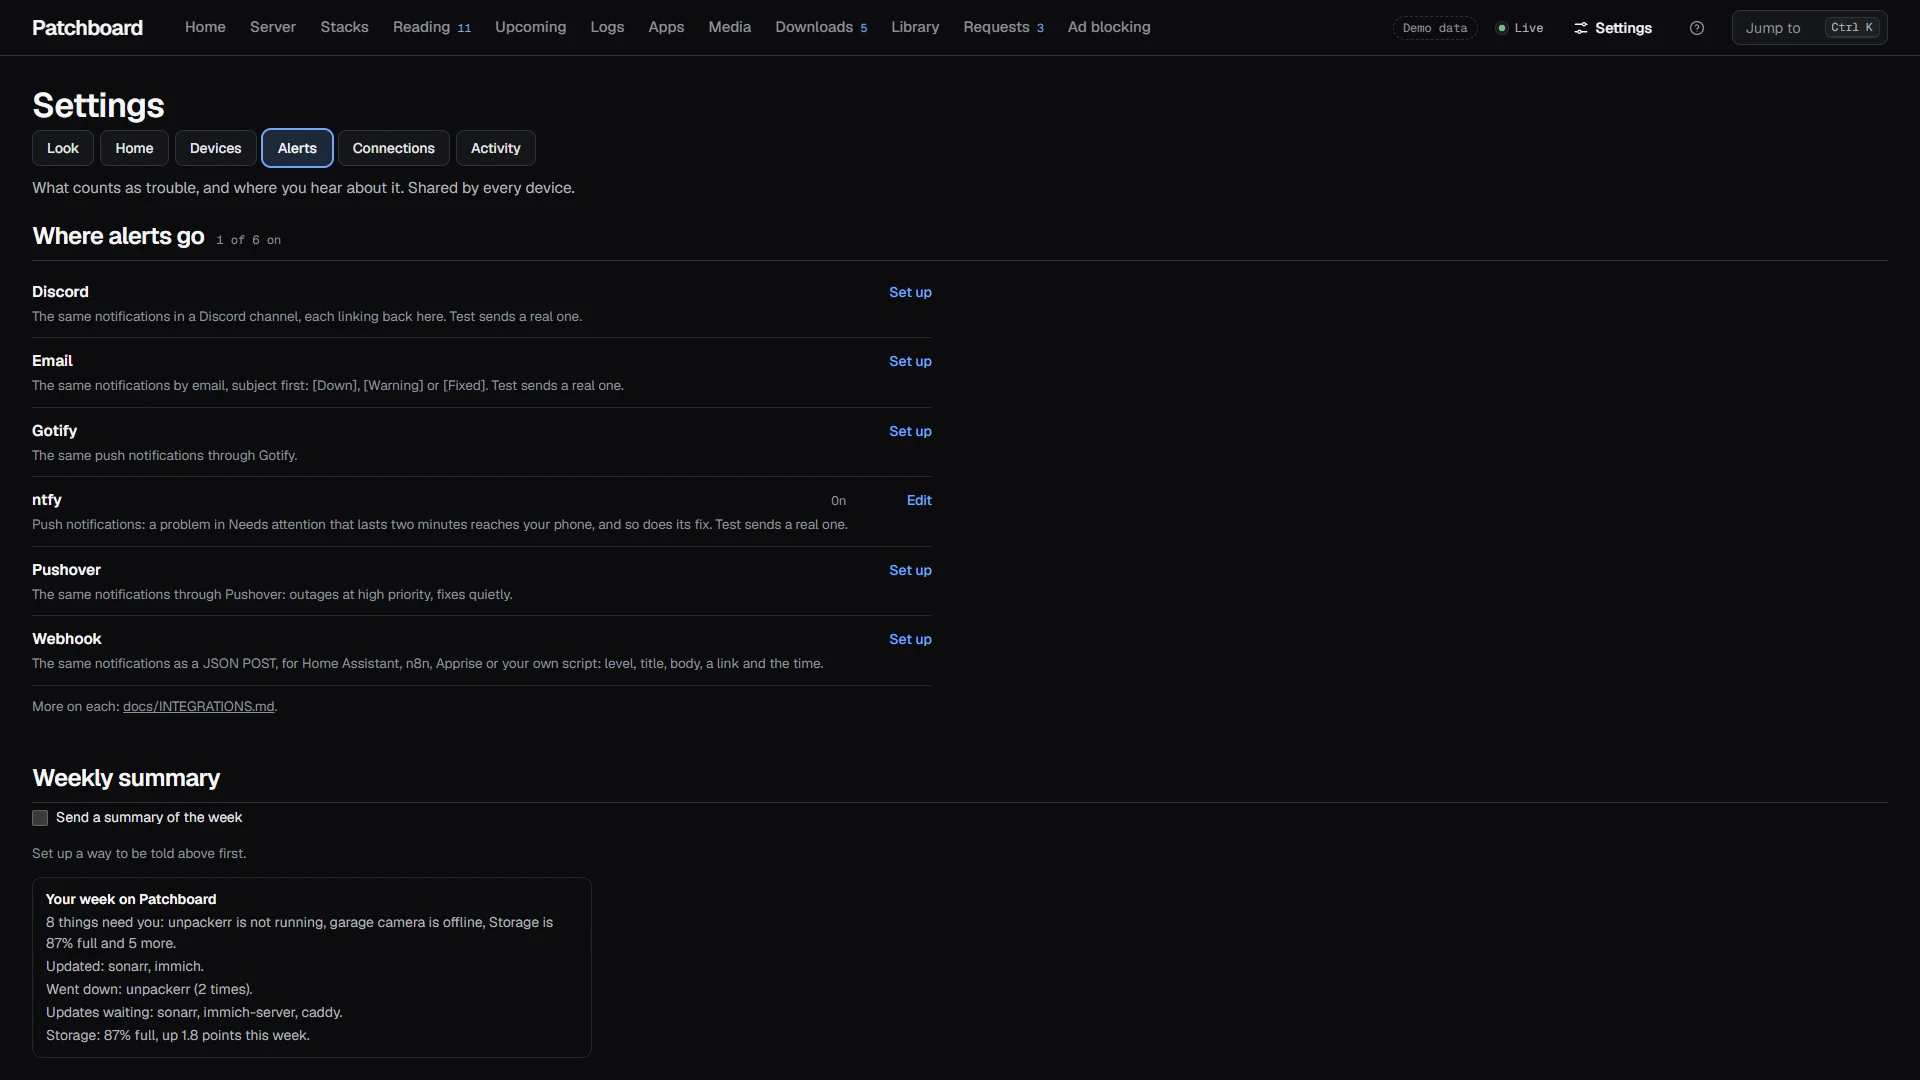 Patchboard Home Server Stacks Reading 11 Upcoming Logs Apps Media Downloads 5 Library Requests 3 Ad blocking Demo data Live Settings Jump to Ctrl K
Settings
Look Home Devices Alerts Connections Activity
What counts as trouble, and where you hear about it. Shared by every device.
Where alerts go 1 of 6 on
Discord Set up
The same notifications in a Discord channel, each linking back here. Test sends a real one.
Email Set up
The same notifications by email, subject first: [Down], [Warning] or [Fixed]. Test sends a real one.
Gotify Set up
The same push notifications through Gotify.
ntfy On Edit
Push notifications: a problem in Needs attention that lasts two minutes reaches your phone, and so does its fix. Test sends a real one.
Pushover Set up
The same notifications through Pushover: outages at high priority, fixes quietly.
Webhook Set up
The same notifications as a JSON POST, for Home Assistant, n8n, Apprise or your own script: level, title, body, a link and the time.
More on each: docs/INTEGRATIONS.md.
Weekly summary
Send a summary of the week
Set up a way to be told above first.
Your week on Patchboard
8 things need you: unpackerr is not running, garage camera is offline, Storage is
87% full and 5 more.
Updated: sonarr, immich.
Went down: unpackerr (2 times).
Updates waiting: sonarr, immich-server, caddy.
Storage: 87% full, up 1.8 points this week.